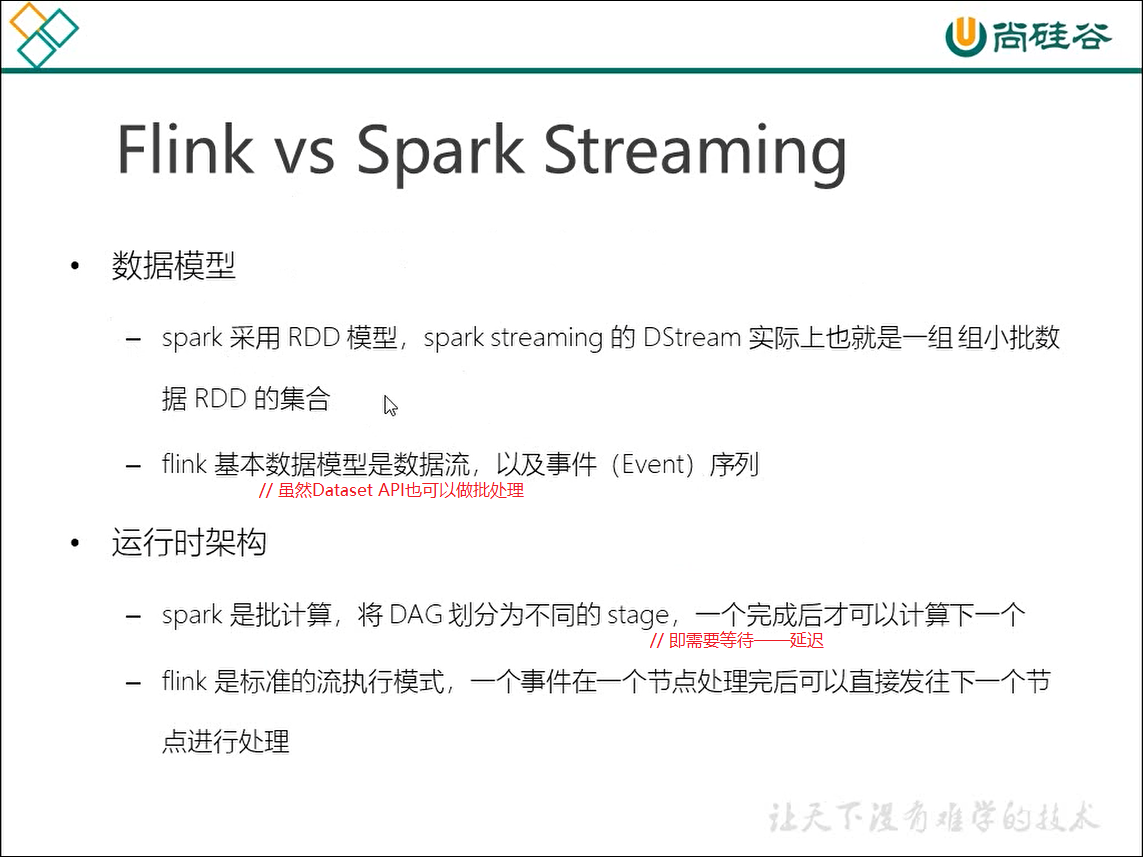 尚硅谷
Flink vs Spark Streaming
• 数据模型
– spark 采用 RDD 模型，spark streaming 的 DStream 实际上也就是一组 组小批数
据 RDD 的集合
– flink 基本数据模型是数据流，以及事件（Event）序列
// 虽然Dataset API也可以做批处理
• 运行时架构
– spark 是批计算，将 DAG 划分为不同的 stage，一个完成后才可以计算下一个
// 即需要等待——延迟
– flink 是标准的流执行模式，一个事件在一个节点处理完后可以直接发往下一个节
点进行处理
让天下没有难学的技术